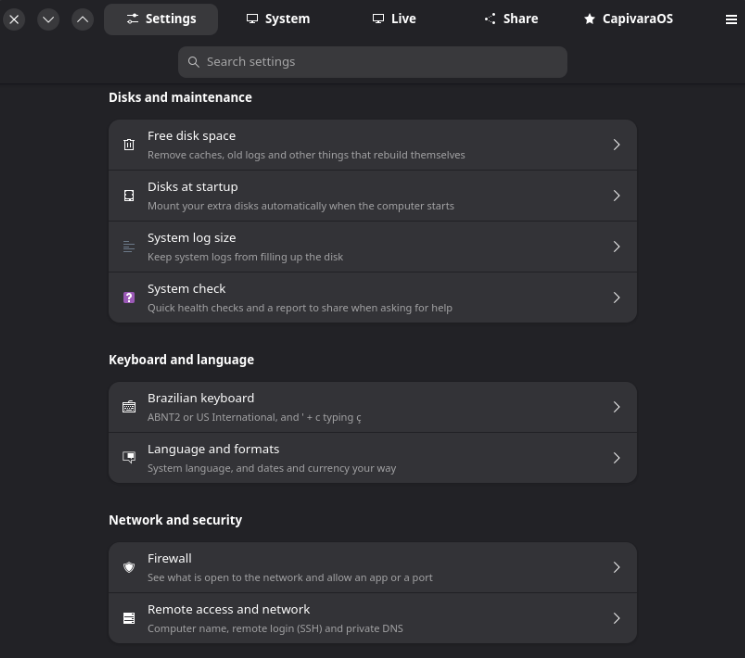 Settings
System
Live
Share
CapivaraOS
Search settings
Disks and maintenance
Free disk space
Remove caches, old logs and other things that rebuild themselves
Disks at startup
Mount your extra disks automatically when the computer starts
System log size
Keep system logs from filling up the disk
System check
Quick health checks and a report to share when asking for help
Keyboard and language
Brazilian keyboard
ABNT2 or US International, and ' + c typing ç
Language and formats
System language, and dates and currency your way
Network and security
Firewall
See what is open to the network and allow an app or a port
Remote access and network
Computer name, remote login (SSH) and private DNS